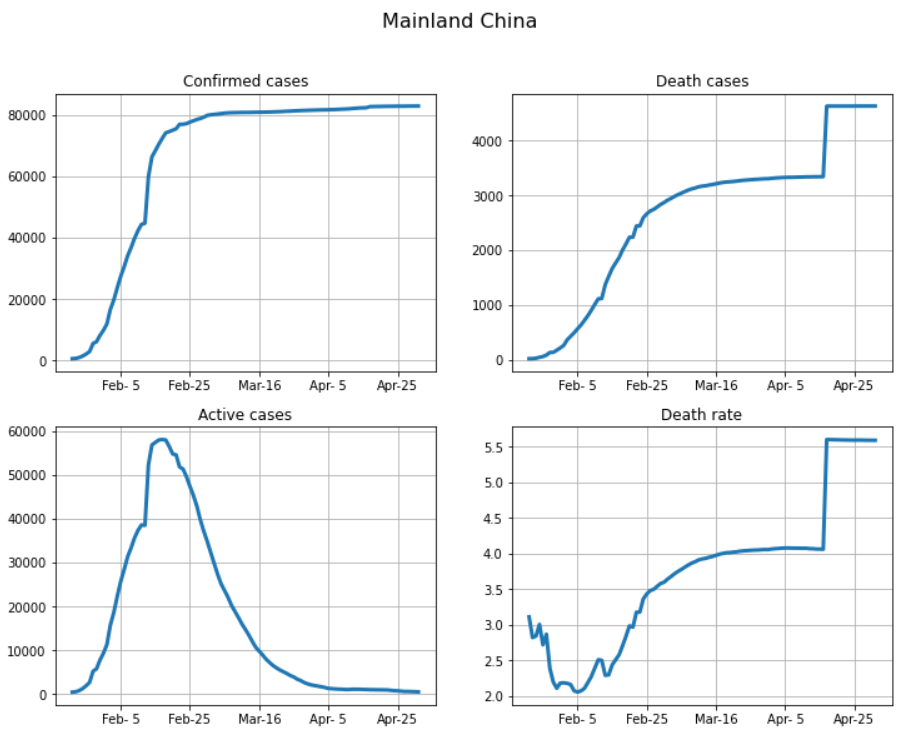 Mainland China
Confirmed cases
80000
60000
40000
20000
0
Feb- 5 Feb-25 Mar-16 Apr- 5 Apr-25
Death cases
4000
3000
2000
1000
0
Feb- 5 Feb-25 Mar-16 Apr- 5 Apr-25
Active cases
60000
50000
40000
30000
20000
10000
0
Feb- 5 Feb-25 Mar-16 Apr- 5 Apr-25
Death rate
5.5
5.0
4.5
4.0
3.5
3.0
2.5
2.0
Feb- 5 Feb-25 Mar-16 Apr- 5 Apr-25